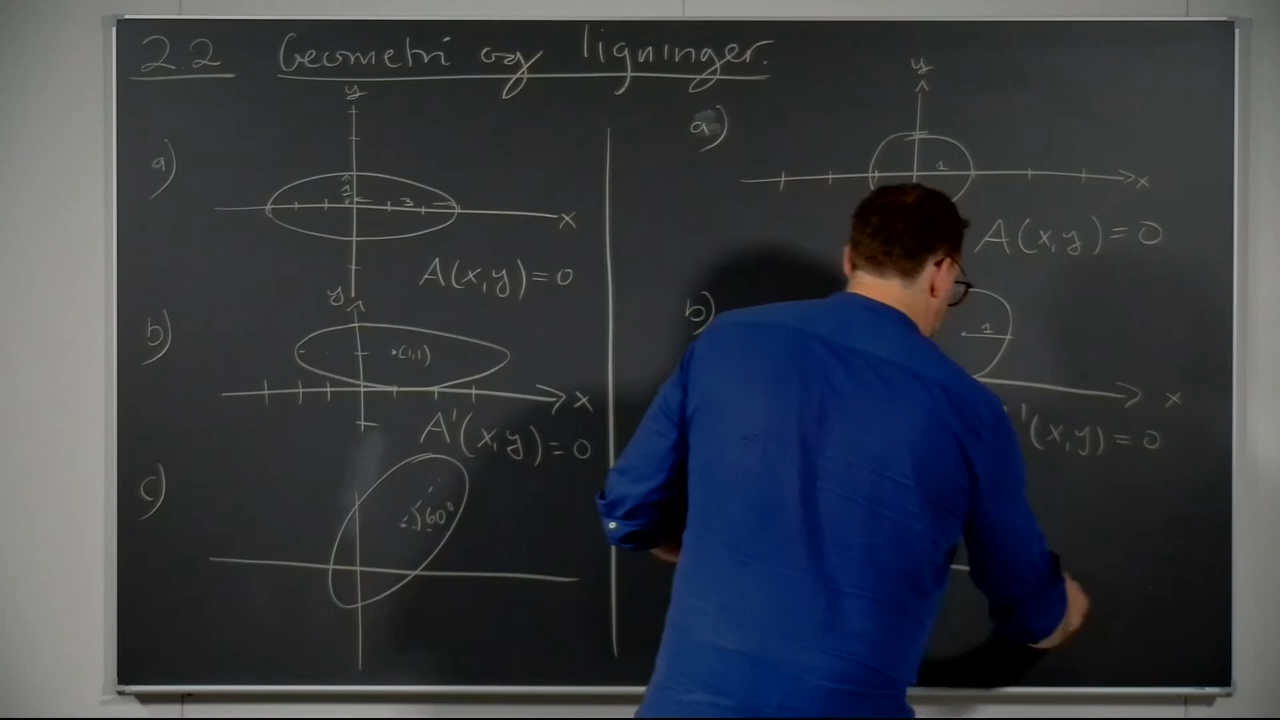 2.2 Geometri og ligninger.
a)
y
1
3
x
A(x,y)=0
b)
y
(1,1)
x
A'(x,y)=0
c)
60°
a)
y
1
x
A(x,y)=0
b)
1
x
'(x,y)=0